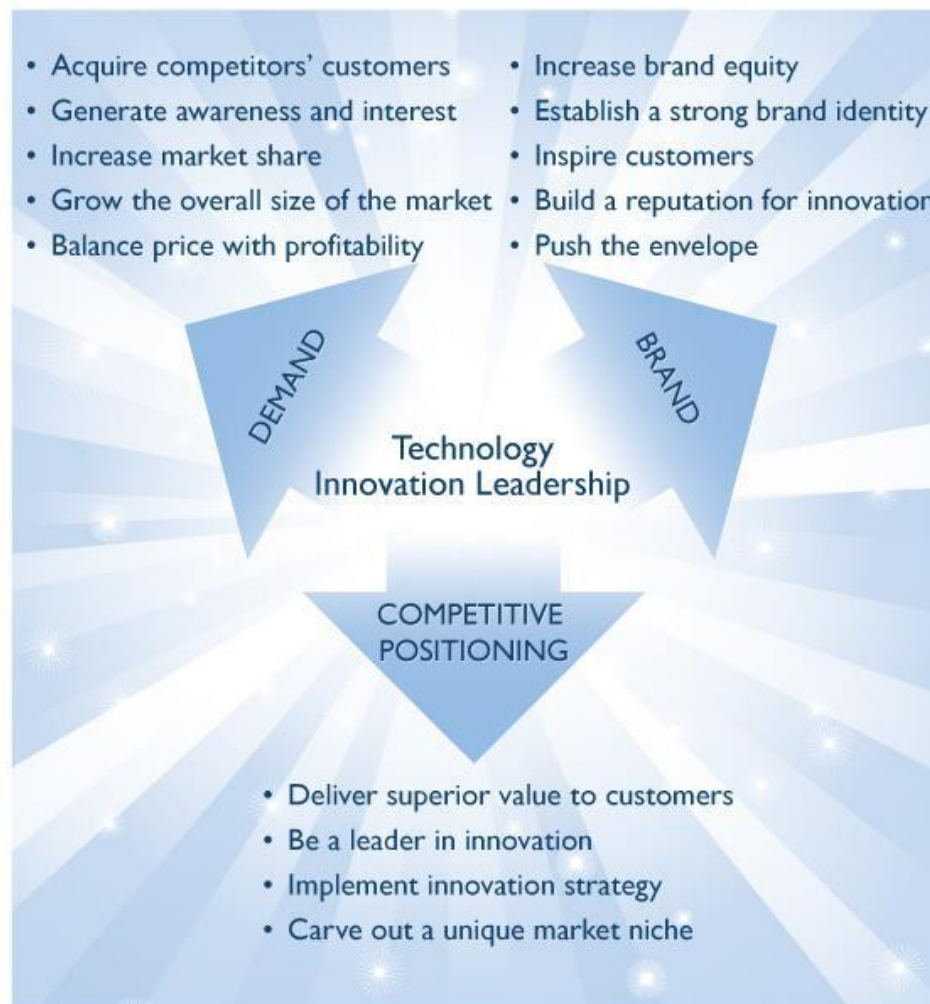 • Acquire competitors' customers
• Generate awareness and interest
• Increase market share
• Grow the overall size of the market
• Balance price with profitability
• Increase brand equity
• Establish a strong brand identity
• Inspire customers
• Build a reputation for innovation
• Push the envelope
DEMAND
BRAND
Technology
Innovation Leadership
COMPETITIVE
POSITIONING
• Deliver superior value to customers
• Be a leader in innovation
• Implement innovation strategy
• Carve out a unique market niche